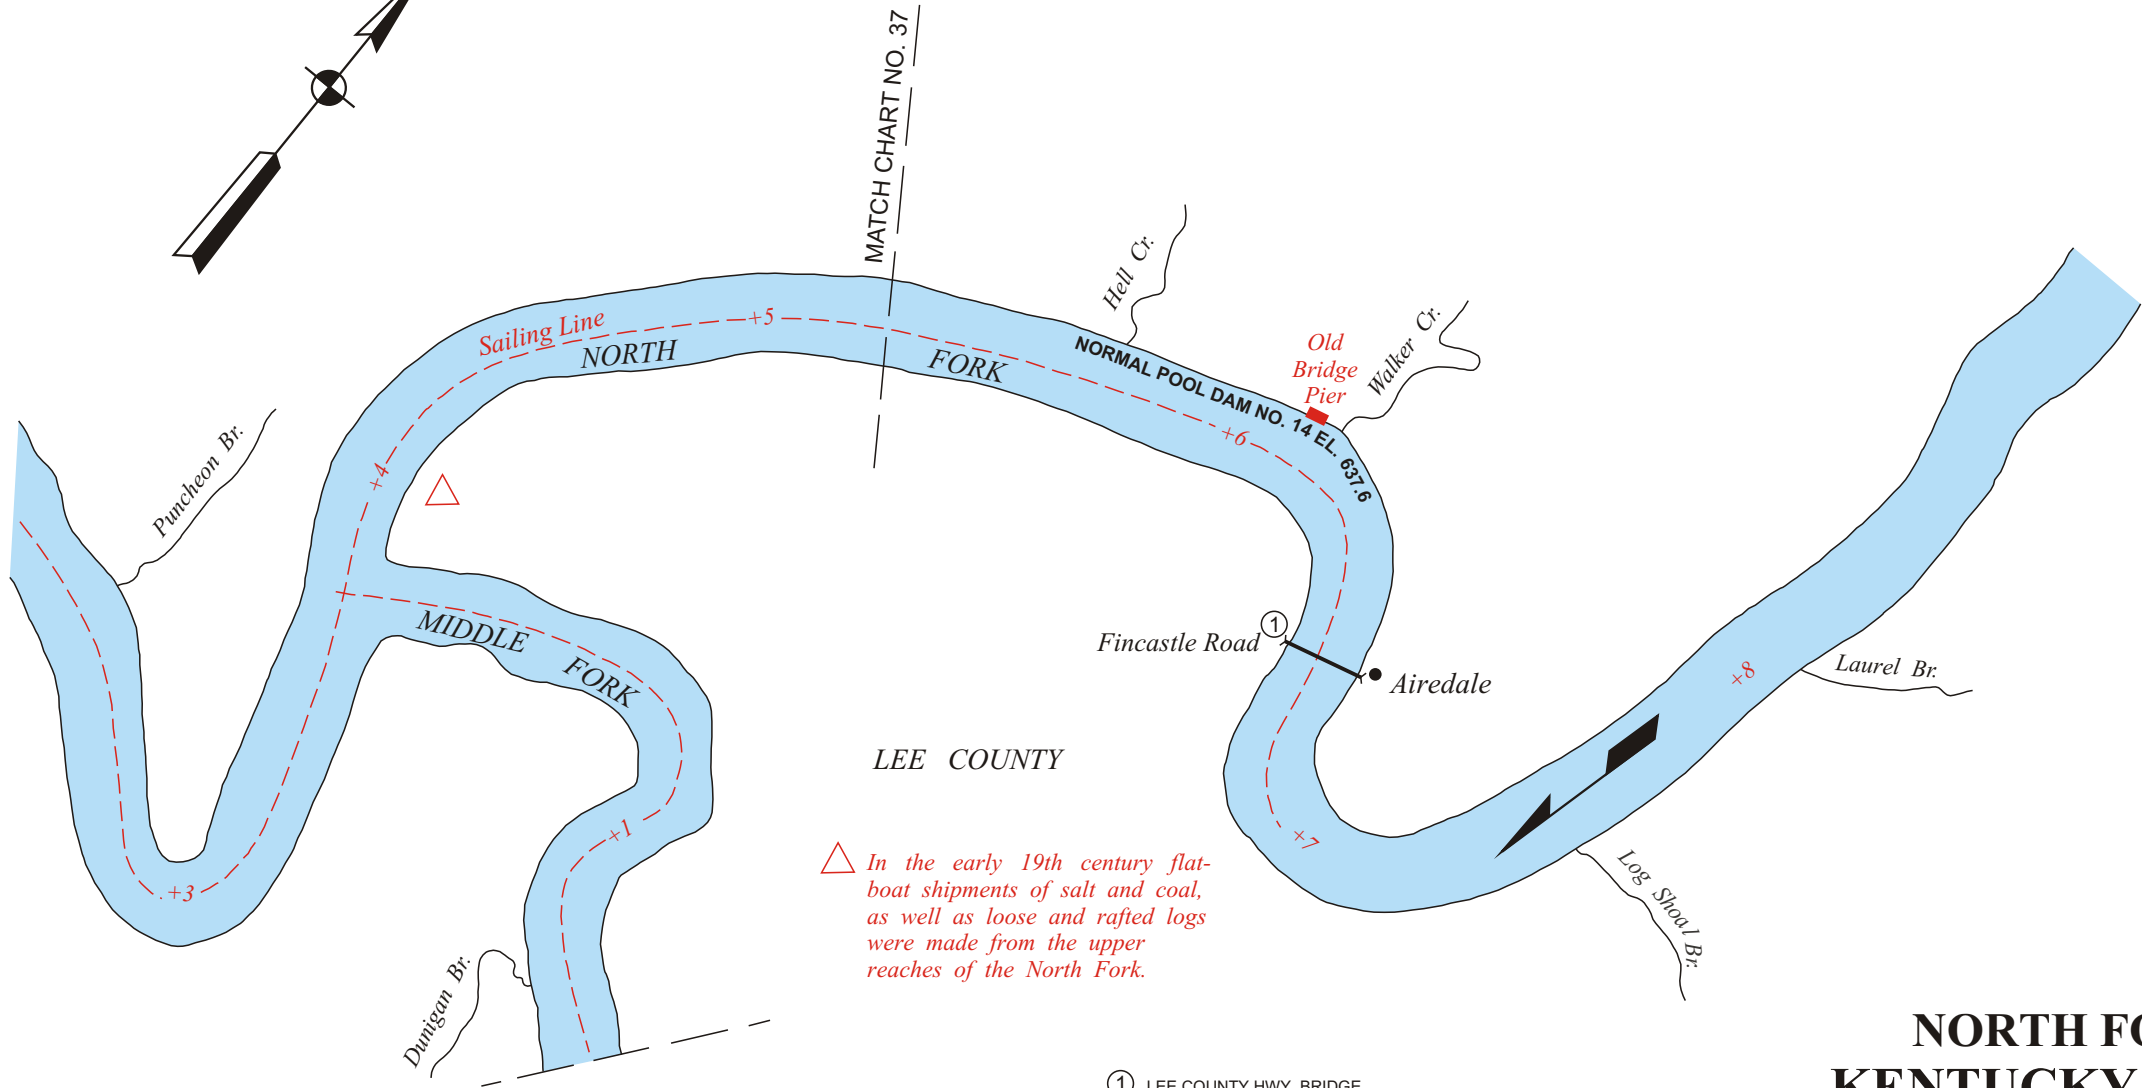 MATCH CHART NO. 37
Hell Cr.
Walker Cr.
Old
Bridge
Pier
Sailing Line
+5
NORTH
FORK
NORMAL POOL DAM NO. 14 EL. 637.6
+6
Puncheon Br.
+4
MIDDLE
FORK
1
Fincastle Road
Airedale
Laurel Br.
+8
LEE COUNTY
+1
+7
+3
In the early 19th century flat-
boat shipments of salt and coal,
as well as loose and rafted logs
were made from the upper
reaches of the North Fork.
Log Shoal Br.
Dunigan Br.
NORTH FO
KENTUCKY
1 LEE COUNTY HWY. BRIDGE